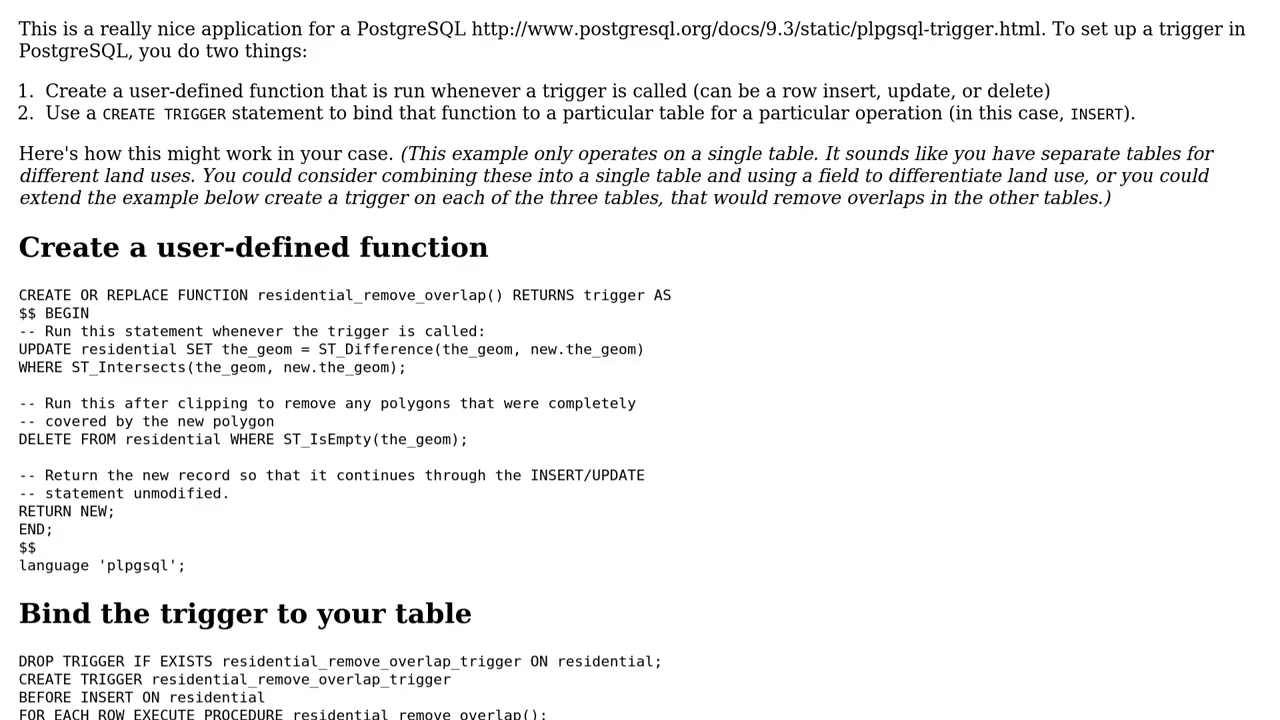 This is a really nice application for a PostgreSQL http://www.postgresql.org/docs/9.3/static/plpgsql-trigger.html. To set up a trigger in
PostgreSQL, you do two things:
1. Create a user-defined function that is run whenever a trigger is called (can be a row insert, update, or delete)
2. Use a CREATE TRIGGER statement to bind that function to a particular table for a particular operation (in this case, INSERT).
Here's how this might work in your case. (This example only operates on a single table. It sounds like you have separate tables for
different land uses. You could consider combining these into a single table and using a field to differentiate land use, or you could
extend the example below create a trigger on each of the three tables, that would remove overlaps in the other tables.)
Create a user-defined function
CREATE OR REPLACE FUNCTION residential_remove_overlap() RETURNS trigger AS
$$ BEGIN
-- Run this statement whenever the trigger is called:
UPDATE residential SET the_geom = ST_Difference(the_geom, new.the_geom)
WHERE ST_Intersects(the_geom, new.the_geom);
-- Run this after clipping to remove any polygons that were completely
-- covered by the new polygon
DELETE FROM residential WHERE ST_IsEmpty(the_geom);
-- Return the new record so that it continues through the INSERT/UPDATE
-- statement unmodified.
RETURN NEW;
END;
$$
language 'plpgsql';
Bind the trigger to your table
DROP TRIGGER IF EXISTS residential_remove_overlap_trigger ON residential;
CREATE TRIGGER residential_remove_overlap_trigger
BEFORE INSERT ON residential
FOR EACH ROW EXECUTE PROCEDURE residential_remove_overlap();